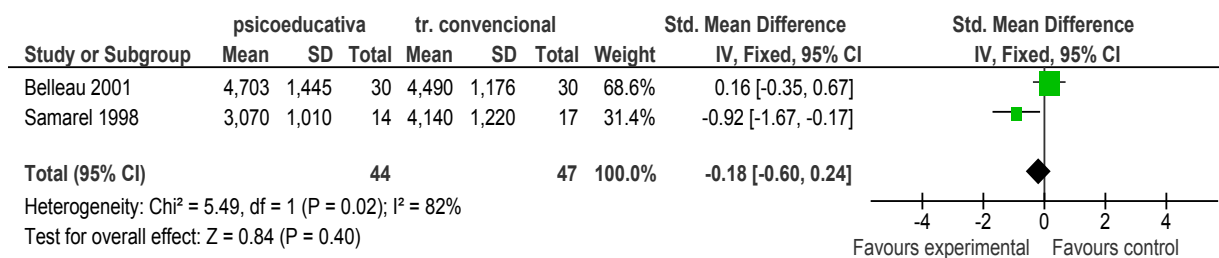 psicoeducativa tr. convencional Std. Mean Difference Std. Mean Difference
Study or Subgroup Mean SD Total Mean SD Total Weight IV, Fixed, 95% CI IV, Fixed, 95% CI
Belleau 2001 4,703 1,445 30 4,490 1,176 30 68.6% 0.16 [-0.35, 0.67]
Samarel 1998 3,070 1,010 14 4,140 1,220 17 31.4% -0.92 [-1.67, -0.17]
Total (95% CI) 44 47 100.0% -0.18 [-0.60, 0.24]
Heterogeneity: Chi² = 5.49, df = 1 (P = 0.02); I² = 82%
Test for overall effect: Z = 0.84 (P = 0.40)
-4 -2 0 2 4
Favours experimental Favours control